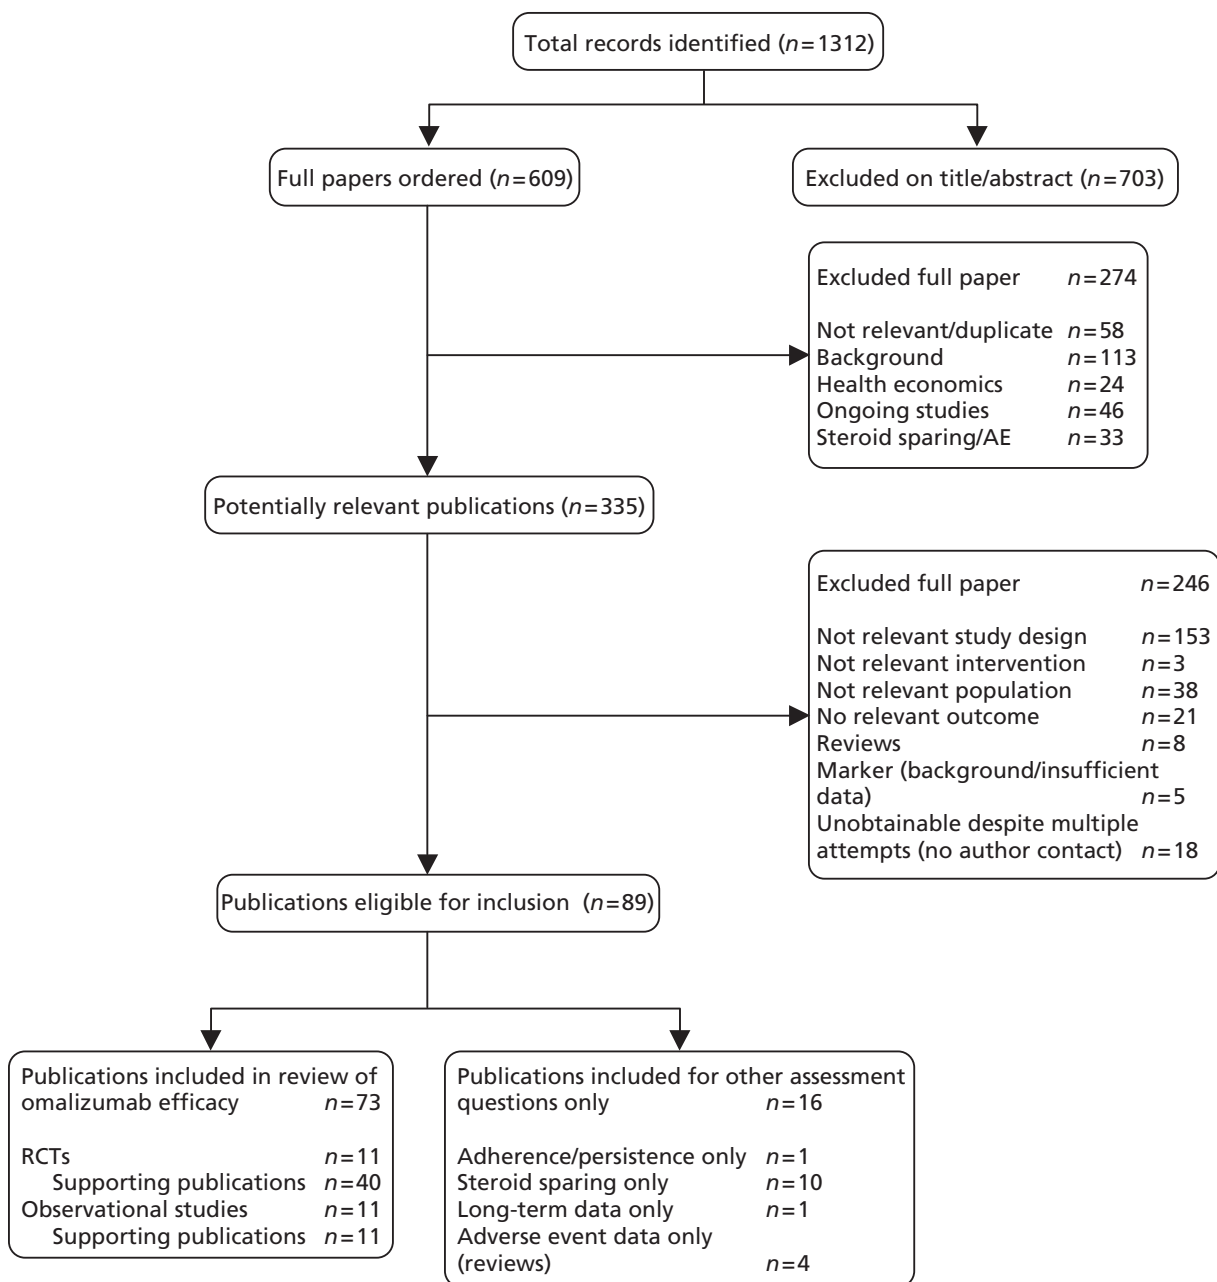 Total records identified (n=1312)
Full papers ordered (n=609)
Excluded on title/abstract (n=703)
Excluded full paper n=274
Not relevant/duplicate n=58
Background n=113
Health economics n=24
Ongoing studies n=46
Steroid sparing/AE n=33
Potentially relevant publications (n=335)
Excluded full paper n=246
Not relevant study design n=153
Not relevant intervention n=3
Not relevant population n=38
No relevant outcome n=21
Reviews n=8
Marker (background/insufficient
data) n=5
Unobtainable despite multiple
attempts (no author contact) n=18
Publications eligible for inclusion (n=89)
Publications included in review of
omalizumab efficacy n=73
RCTs n=11
Supporting publications n=40
Observational studies n=11
Supporting publications n=11
Publications included for other assessment
questions only n=16
Adherence/persistence only n=1
Steroid sparing only n=10
Long-term data only n=1
Adverse event data only
(reviews) n=4